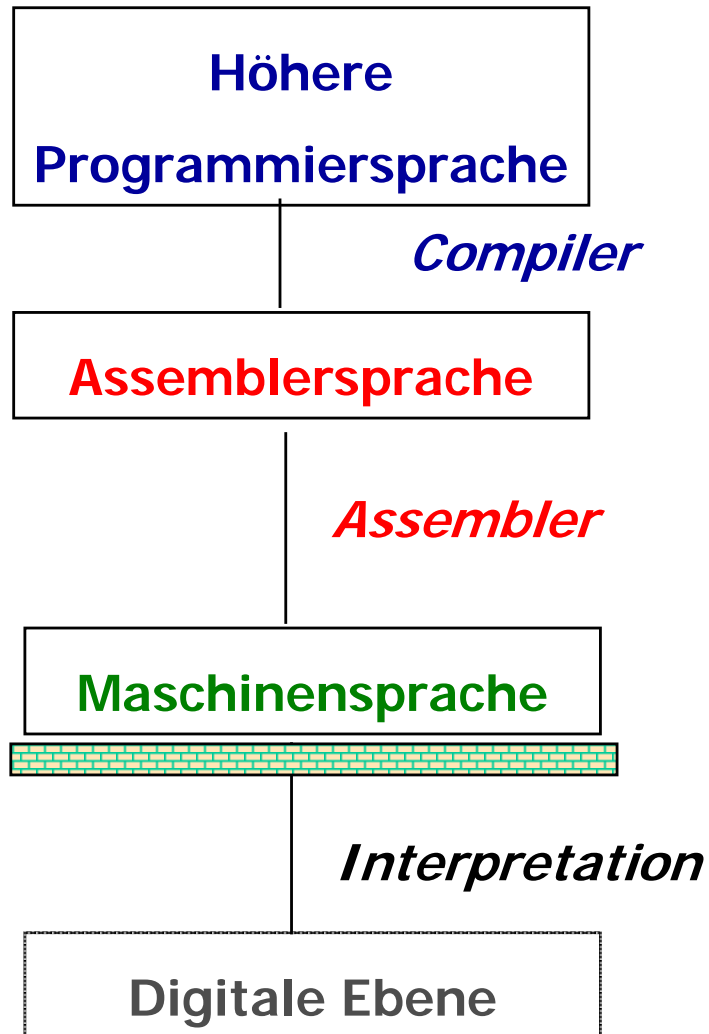 Höhere
Programmiersprache
Compiler
Assemblersprache
Assembler
Maschinensprache
Interpretation
Digitale Ebene